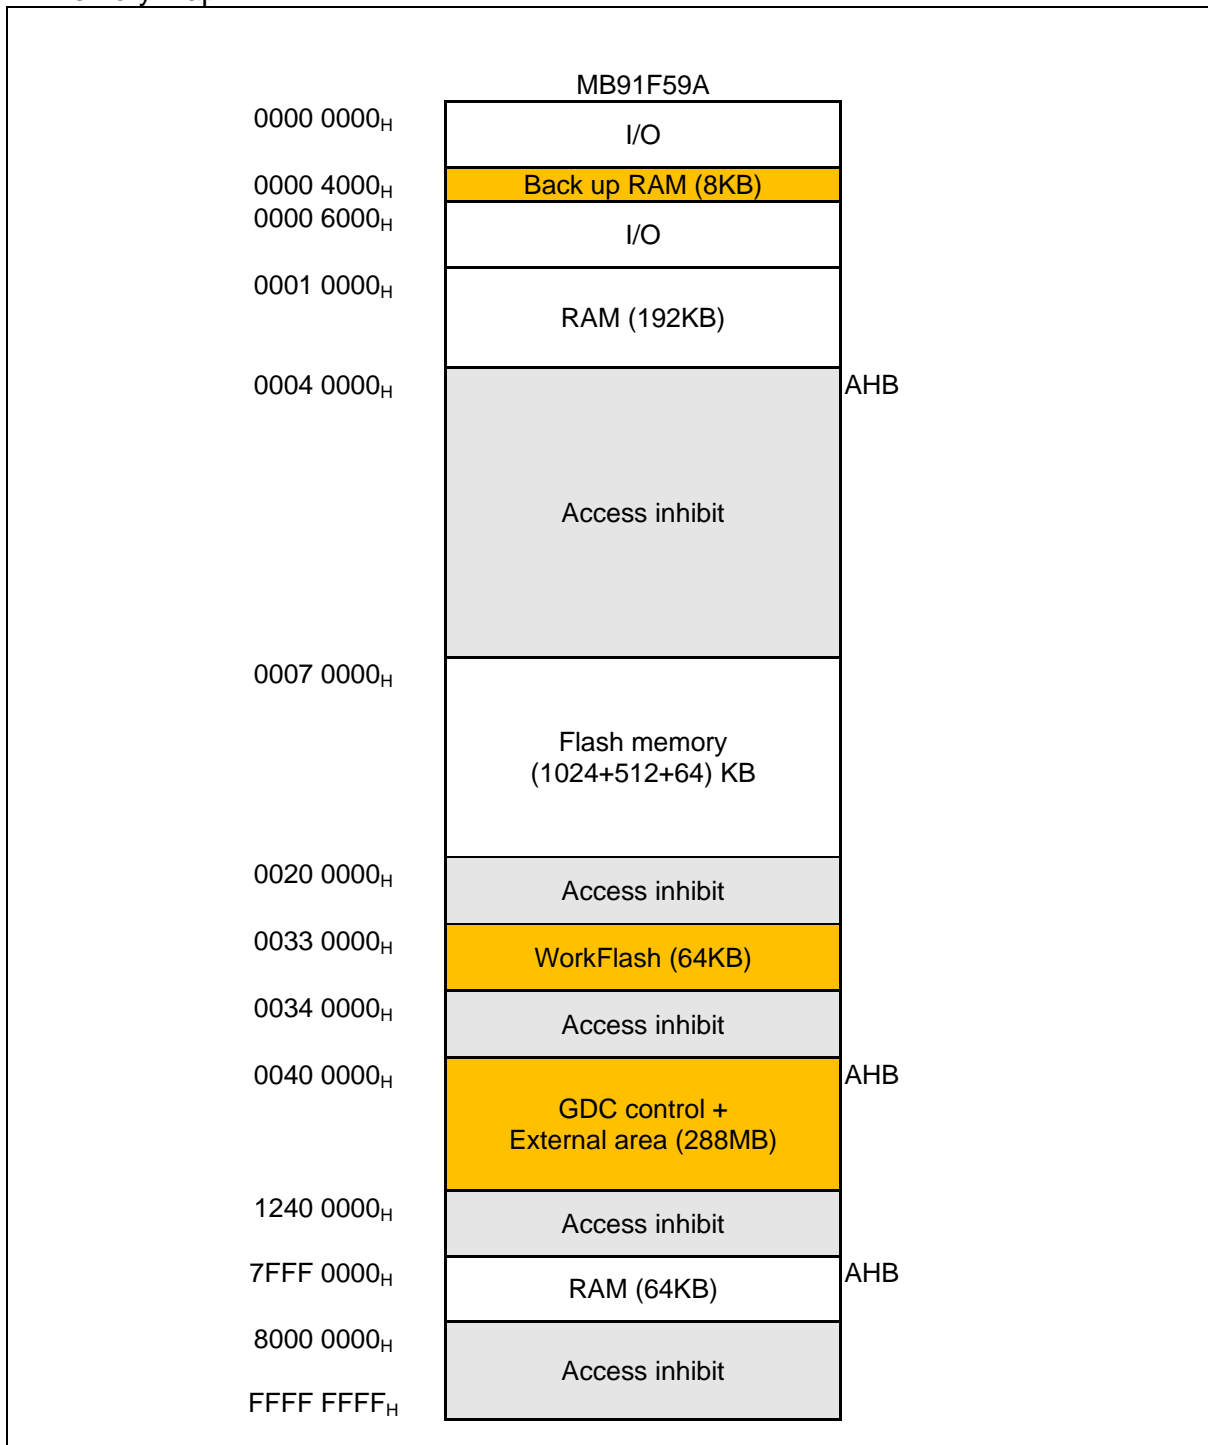 MB91F59A
0000 0000H
I/O
0000 4000H
Back up RAM (8KB)
0000 6000H
I/O
0001 0000H
RAM (192KB)
0004 0000H
AHB
Access inhibit
0007 0000H
Flash memory
(1024+512+64) KB
0020 0000H
Access inhibit
0033 0000H
WorkFlash (64KB)
0034 0000H
Access inhibit
0040 0000H
AHB
GDC control +
External area (288MB)
1240 0000H
Access inhibit
7FFF 0000H
AHB
RAM (64KB)
8000 0000H
Access inhibit
FFFF FFFFH